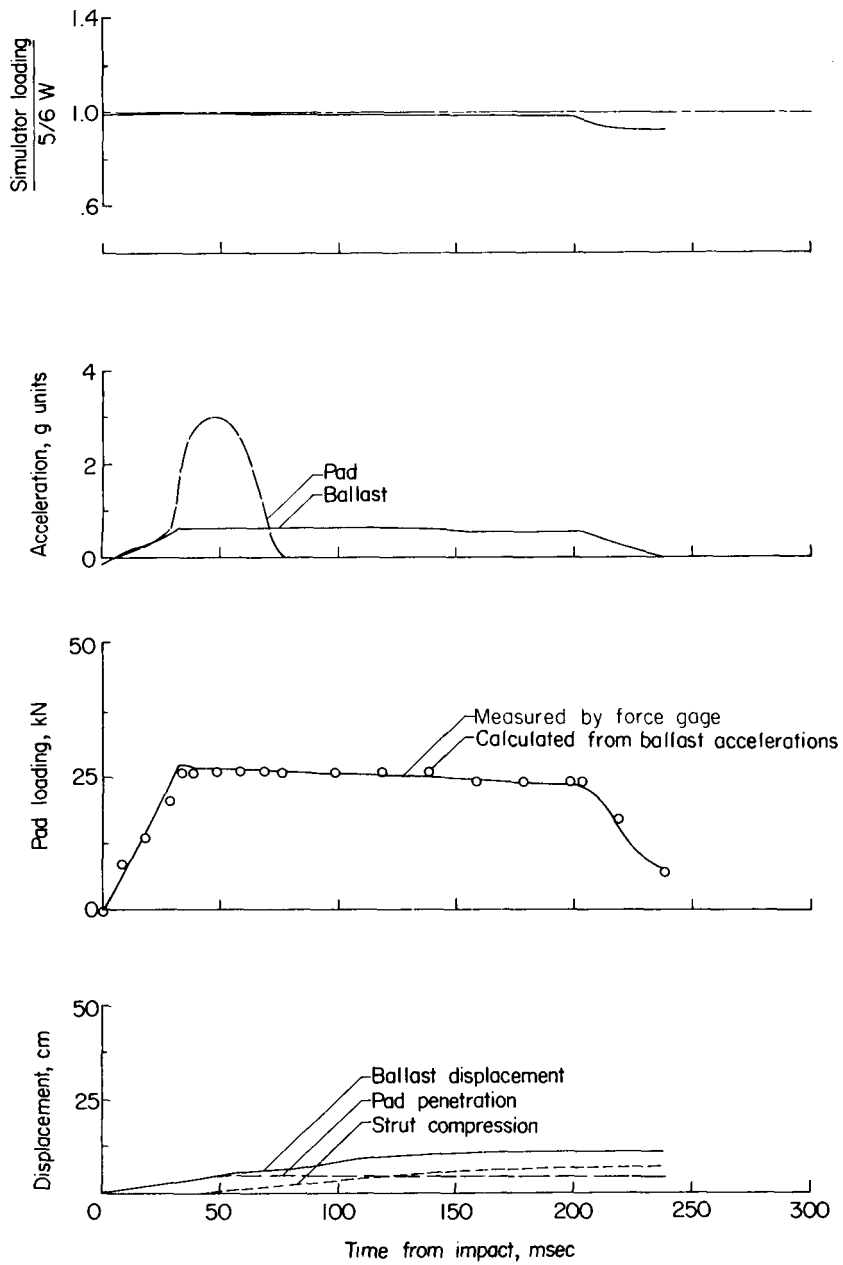 1.4
Simulator loading
5/6 W
1.0
.6
4
Acceleration, g units
2
Pad
Ballast
0
50
Pad loading, kN
Measured by force gage
Calculated from ballast accelerations
25
0
50
Displacement, cm
Ballast displacement
25
Pad penetration
Strut compression
0 50 100 150 200 250 300
Time from impact, msec